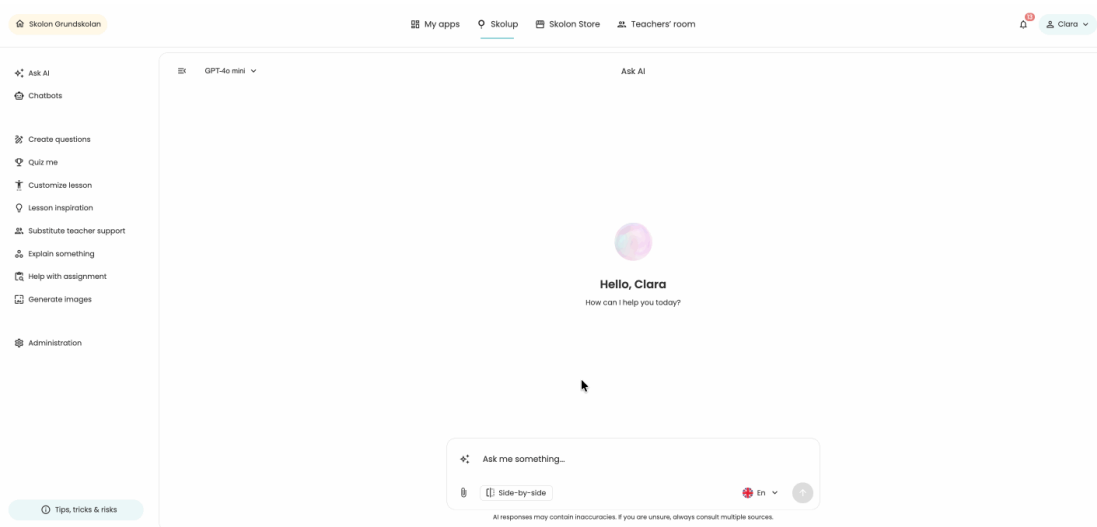 Skolon Grundskolan
My apps
Skolup
Skolon Store
Teachers' room
13
Clara
Ask AI
Chatbots
Create questions
Quiz me
Customize lesson
Lesson inspiration
Substitute teacher support
Explain something
Help with assignment
Generate images
Administration
Tips, tricks & risks
GPT-4o mini
Ask AI
Hello, Clara
How can I help you today?
Ask me something...
Side-by-side
En
AI responses may contain inaccuracies. If you are unsure, always consult multiple sources.